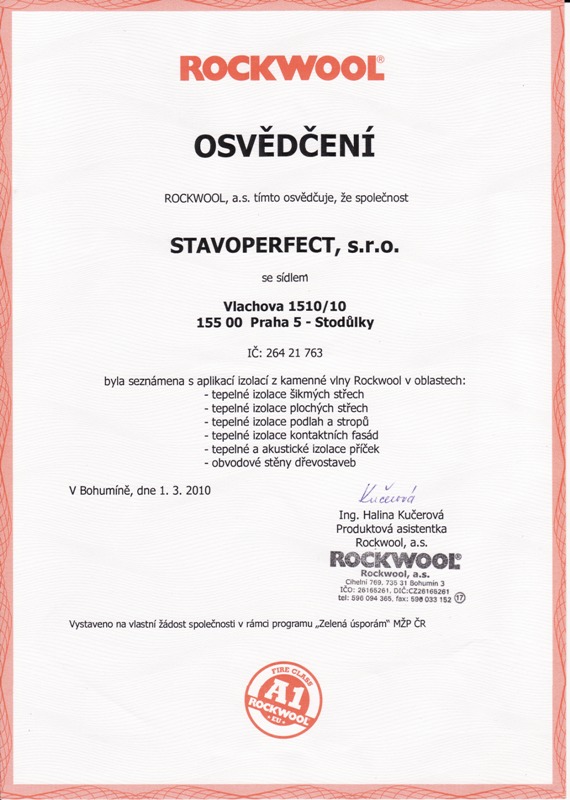 ROCKWOOL®
OSVĚDČENÍ
ROCKWOOL, a.s. tímto osvědčuje, že společnost
STAVOPERFECT, s.r.o.
se sídlem
Vlachova 1510/10
155 00 Praha 5 - Stodůlky
IČ: 264 21 763
byla seznámena s aplikací izolací z kamenné vlny Rockwool v oblastech:
- tepelné izolace šikmých střech
- tepelné izolace plochých střech
- tepelné izolace podlah a stropů
- tepelné izolace kontaktních fasád
- tepelné a akustické izolace příček
- obvodové stěny dřevostaveb
V Bohumíně, dne 1. 3. 2010
Kučerová
Ing. Halina Kučerová
Produktová asistentka
Rockwool, a.s.
ROCKWOOL®
Rockwool, a.s.
Cihelní 769, 735 31 Bohumín 3
IČO: 28165261, DIČ:CZ28165261
tel: 596 094 365, fax: 596 033 152 17
Vystaveno na vlastní žádost společnosti v rámci programu „Zelená úsporám" MŽP ČR
FIRE CLASS
A1
ROCKWOOL
EU